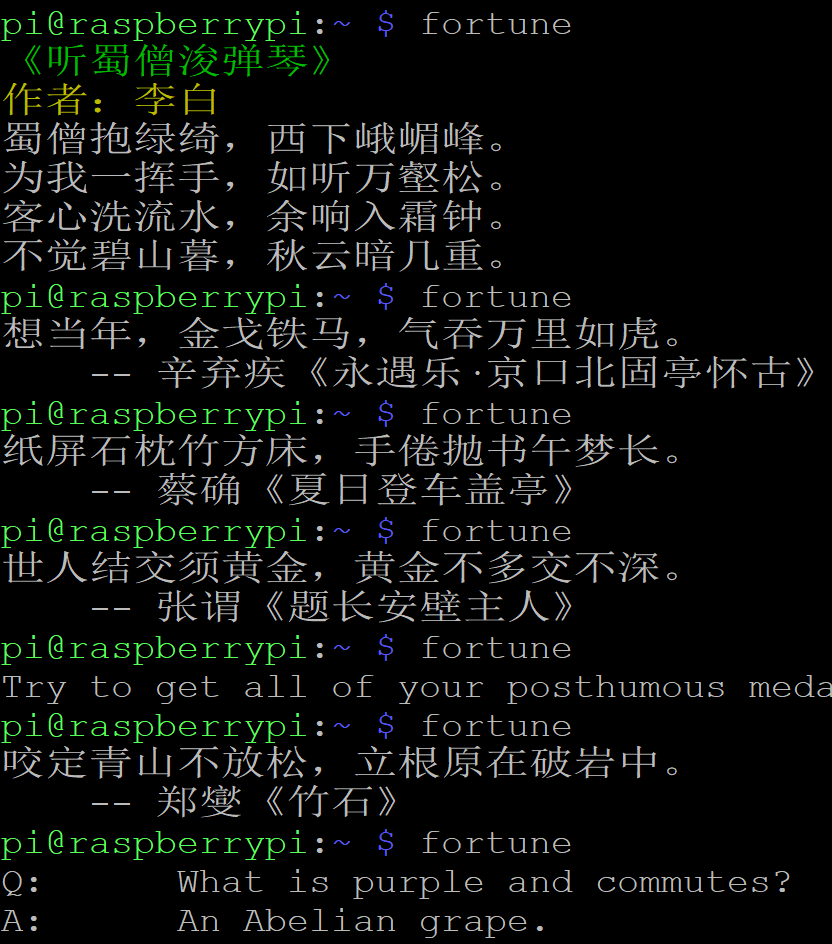 pi@raspberrypi:~ $ fortune
《听蜀僧浚弹琴》
作者：李白
蜀僧抱绿绮，西下峨嵋峰。
为我一挥手，如听万壑松。
客心洗流水，余响入霜钟。
不觉碧山暮，秋云暗几重。
pi@raspberrypi:~ $ fortune
想当年，金戈铁马，气吞万里如虎。
-- 辛弃疾《永遇乐·京口北固亭怀古》
pi@raspberrypi:~ $ fortune
纸屏石枕竹方床，手倦抛书午梦长。
-- 蔡确《夏日登车盖亭》
pi@raspberrypi:~ $ fortune
世人结交须黄金，黄金不多交不深。
-- 张谓《题长安壁主人》
pi@raspberrypi:~ $ fortune
Try to get all of your posthumous meda
pi@raspberrypi:~ $ fortune
咬定青山不放松，立根原在破岩中。
-- 郑燮《竹石》
pi@raspberrypi:~ $ fortune
Q: What is purple and commutes?
A: An Abelian grape.